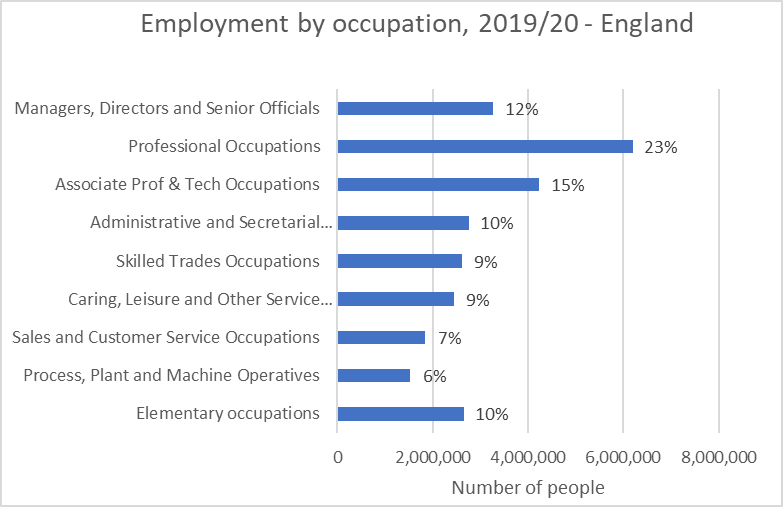 Employment by occupation, 2019/20 - England
Managers, Directors and Senior Officials 12%
Professional Occupations 23%
Associate Prof & Tech Occupations 15%
Administrative and Secretarial... 10%
Skilled Trades Occupations 9%
Caring, Leisure and Other Service... 9%
Sales and Customer Service Occupations 7%
Process, Plant and Machine Operatives 6%
Elementary occupations 10%
0 2,000,000 4,000,000 6,000,000 8,000,000
Number of people